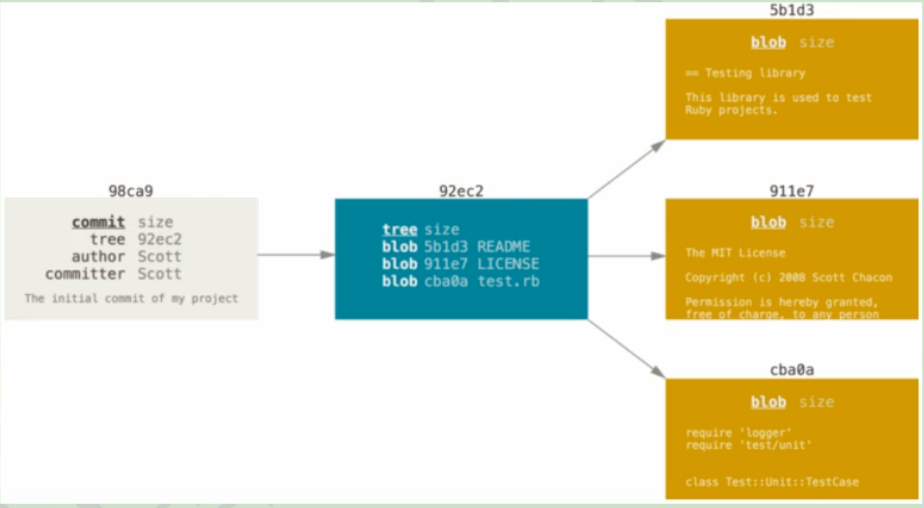 98ca9
commit size
tree 92ec2
author Scott
committer Scott
The initial commit of my project
92ec2
tree size
blob 5b1d3 README
blob 911e7 LICENSE
blob cba0a test.rb
5b1d3
blob size
== Testing library
This library is used to test
Ruby projects.
911e7
blob size
The MIT License
Copyright (c) 2008 Scott Chacon
Permission is hereby granted,
free of charge, to any person
cba0a
blob size
require 'logger'
require 'test/unit'
class Test::Unit::TestCase